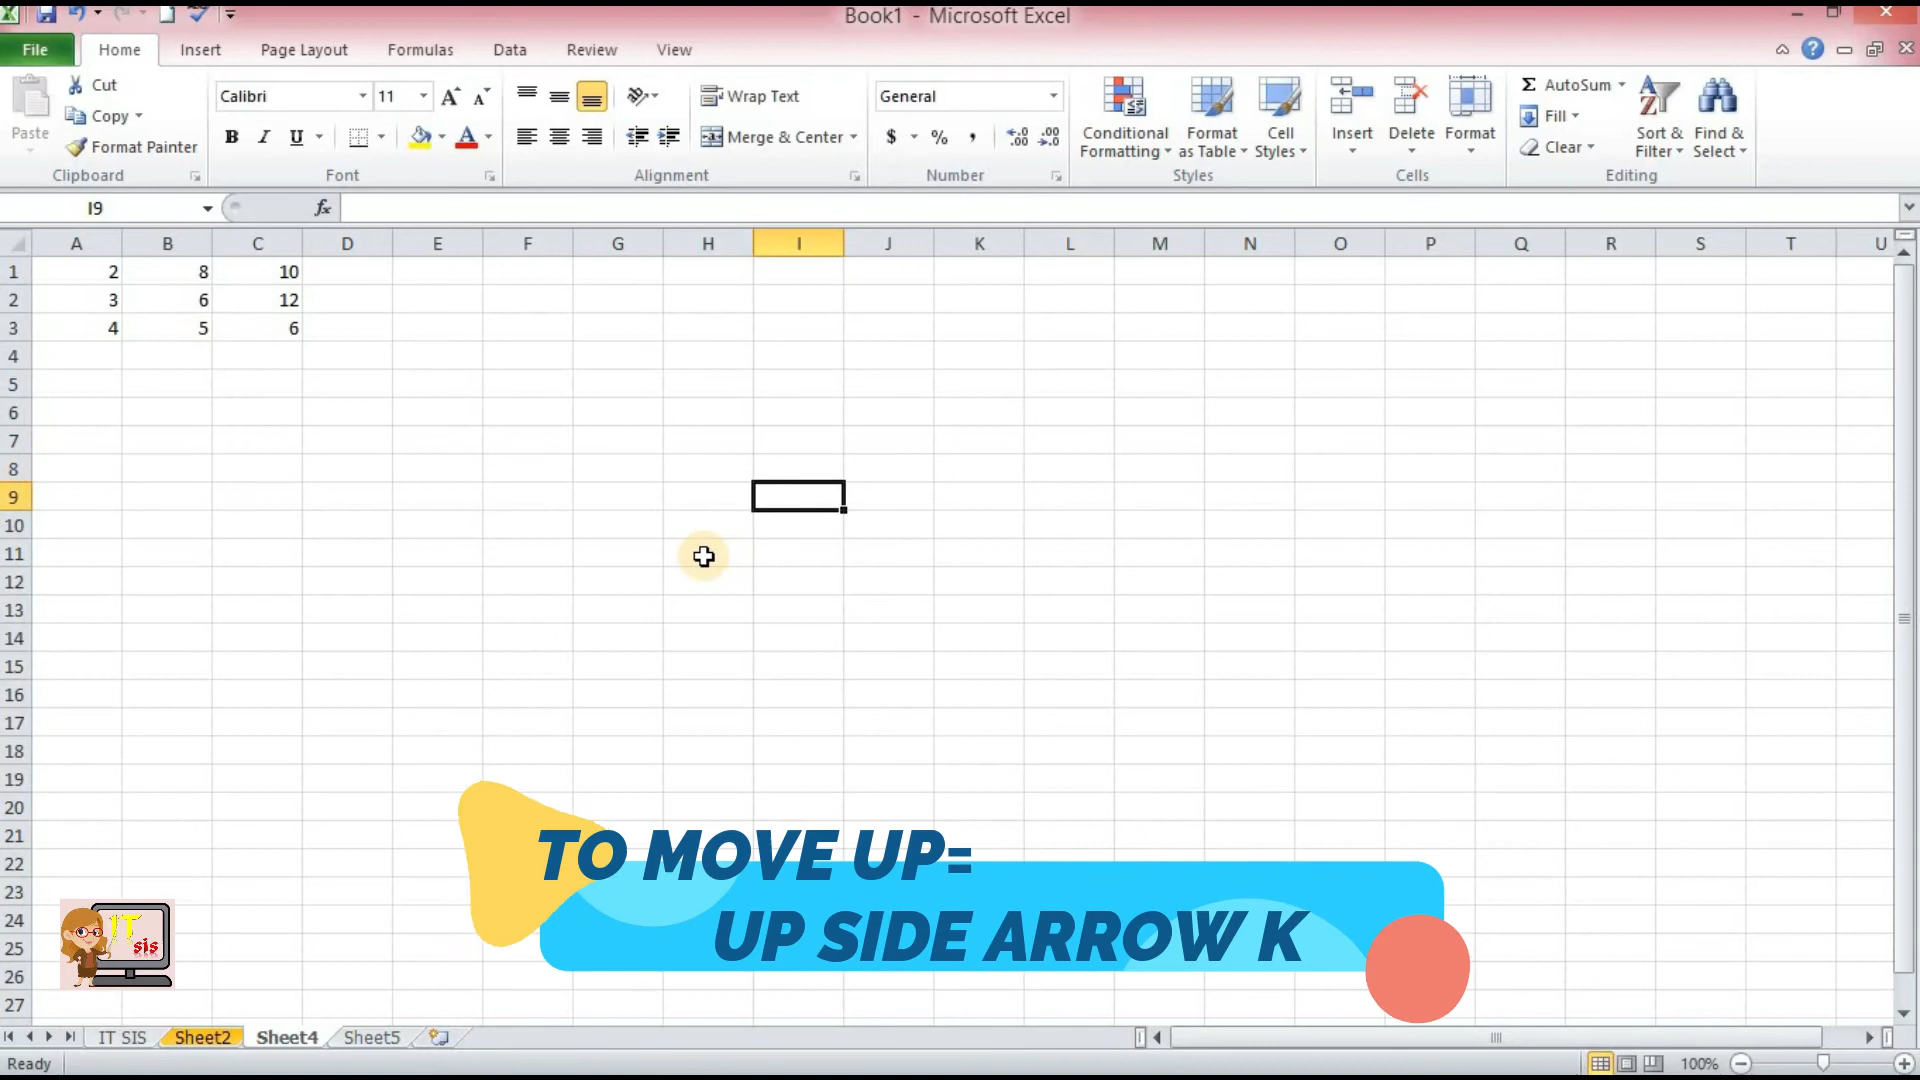 Book1 - Microsoft Excel
File Home Insert Page Layout Formulas Data Review View
Paste
Cut
Copy
Format Painter
Clipboard
Calibri 11
B I U A
Font
Wrap Text
Merge & Center
Alignment
General
$ % ,
Number
Conditional Formatting
Format as Table
Cell Styles
Styles
Insert Delete Format
Cells
Σ AutoSum
Fill
Clear
Sort & Filter
Find & Select
Editing
I9 fx
A B C D E F G H I J K L M N O P Q R S T U
1 2 8 10
2 3 6 12
3 4 5 6
4
5
6
7
8
9
10
11
12
13
14
15
16
17
18
19
20
21
22
23
24
25
26
27
TO MOVE UP=
UP SIDE ARROW K
IT
sis
IT SIS Sheet2 Sheet4 Sheet5
Ready 100%